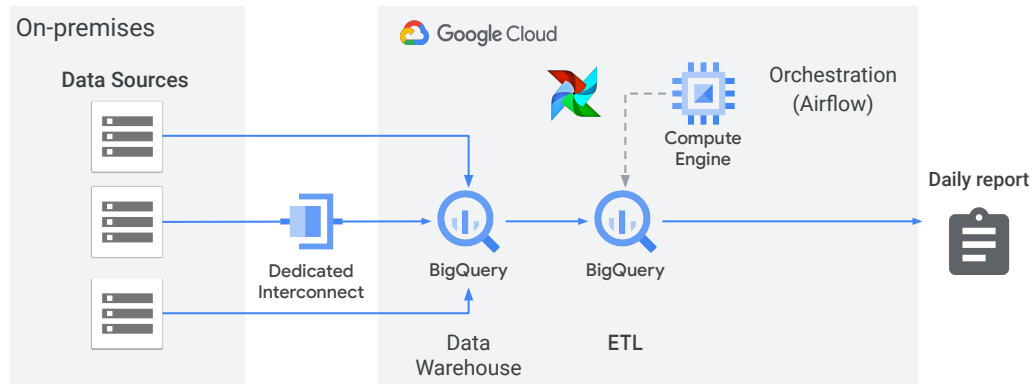 On-premises
Google Cloud
Data Sources
Orchestration
(Airflow)
Compute
Engine
Daily report
Dedicated
Interconnect
BigQuery
BigQuery
Data
Warehouse
ETL